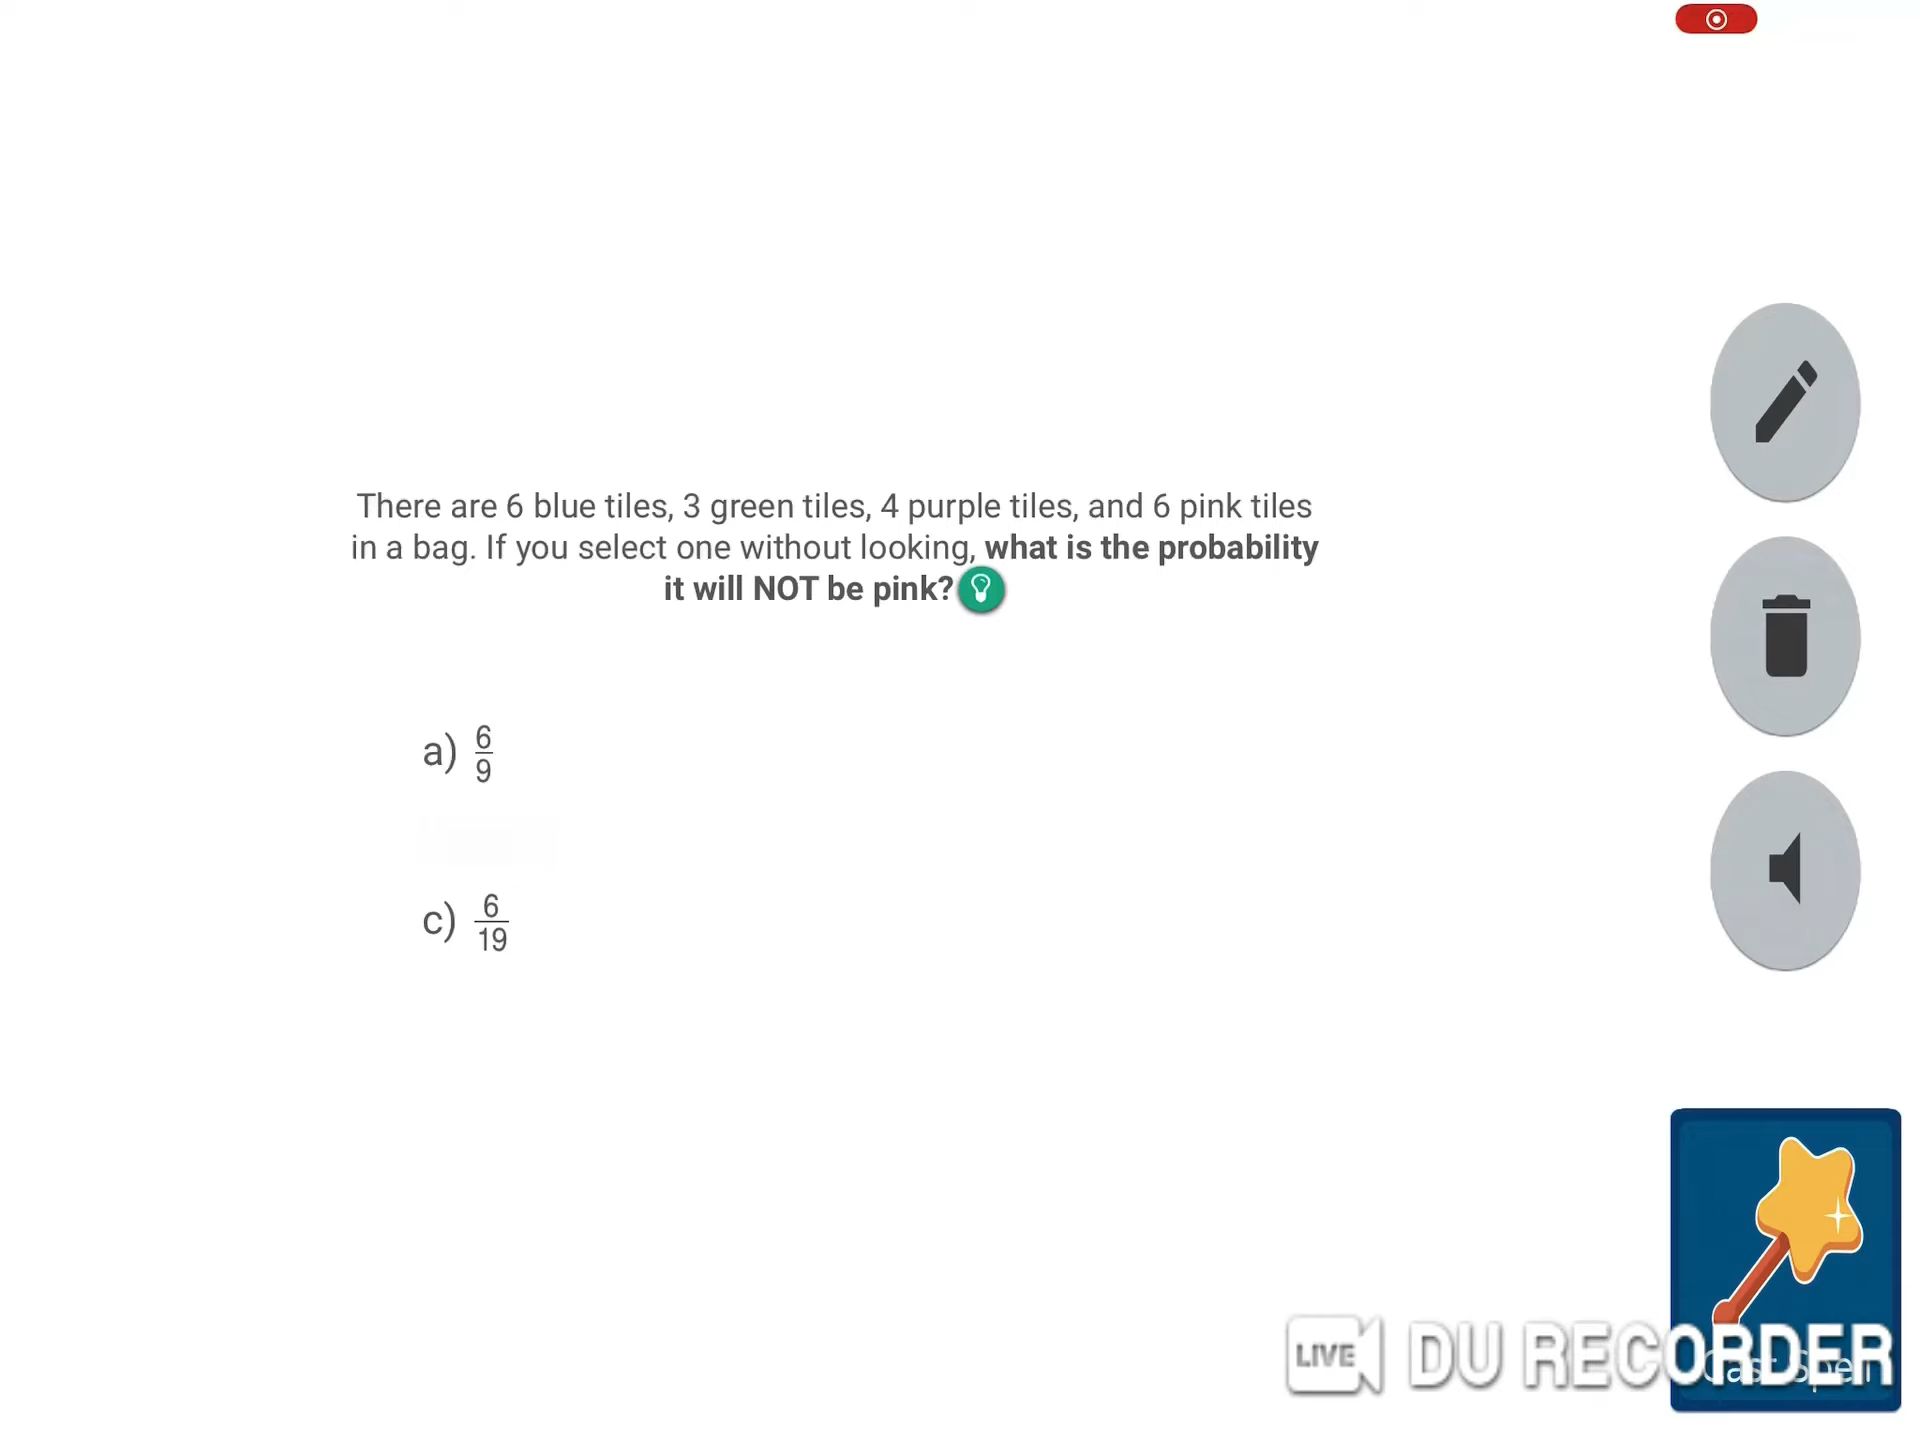 There are 6 blue tiles, 3 green tiles, 4 purple tiles, and 6 pink tiles
in a bag. If you select one without looking, what is the probability
it will NOT be pink?
a) 6/9
c) 6/19
LIVE DU RECORDER